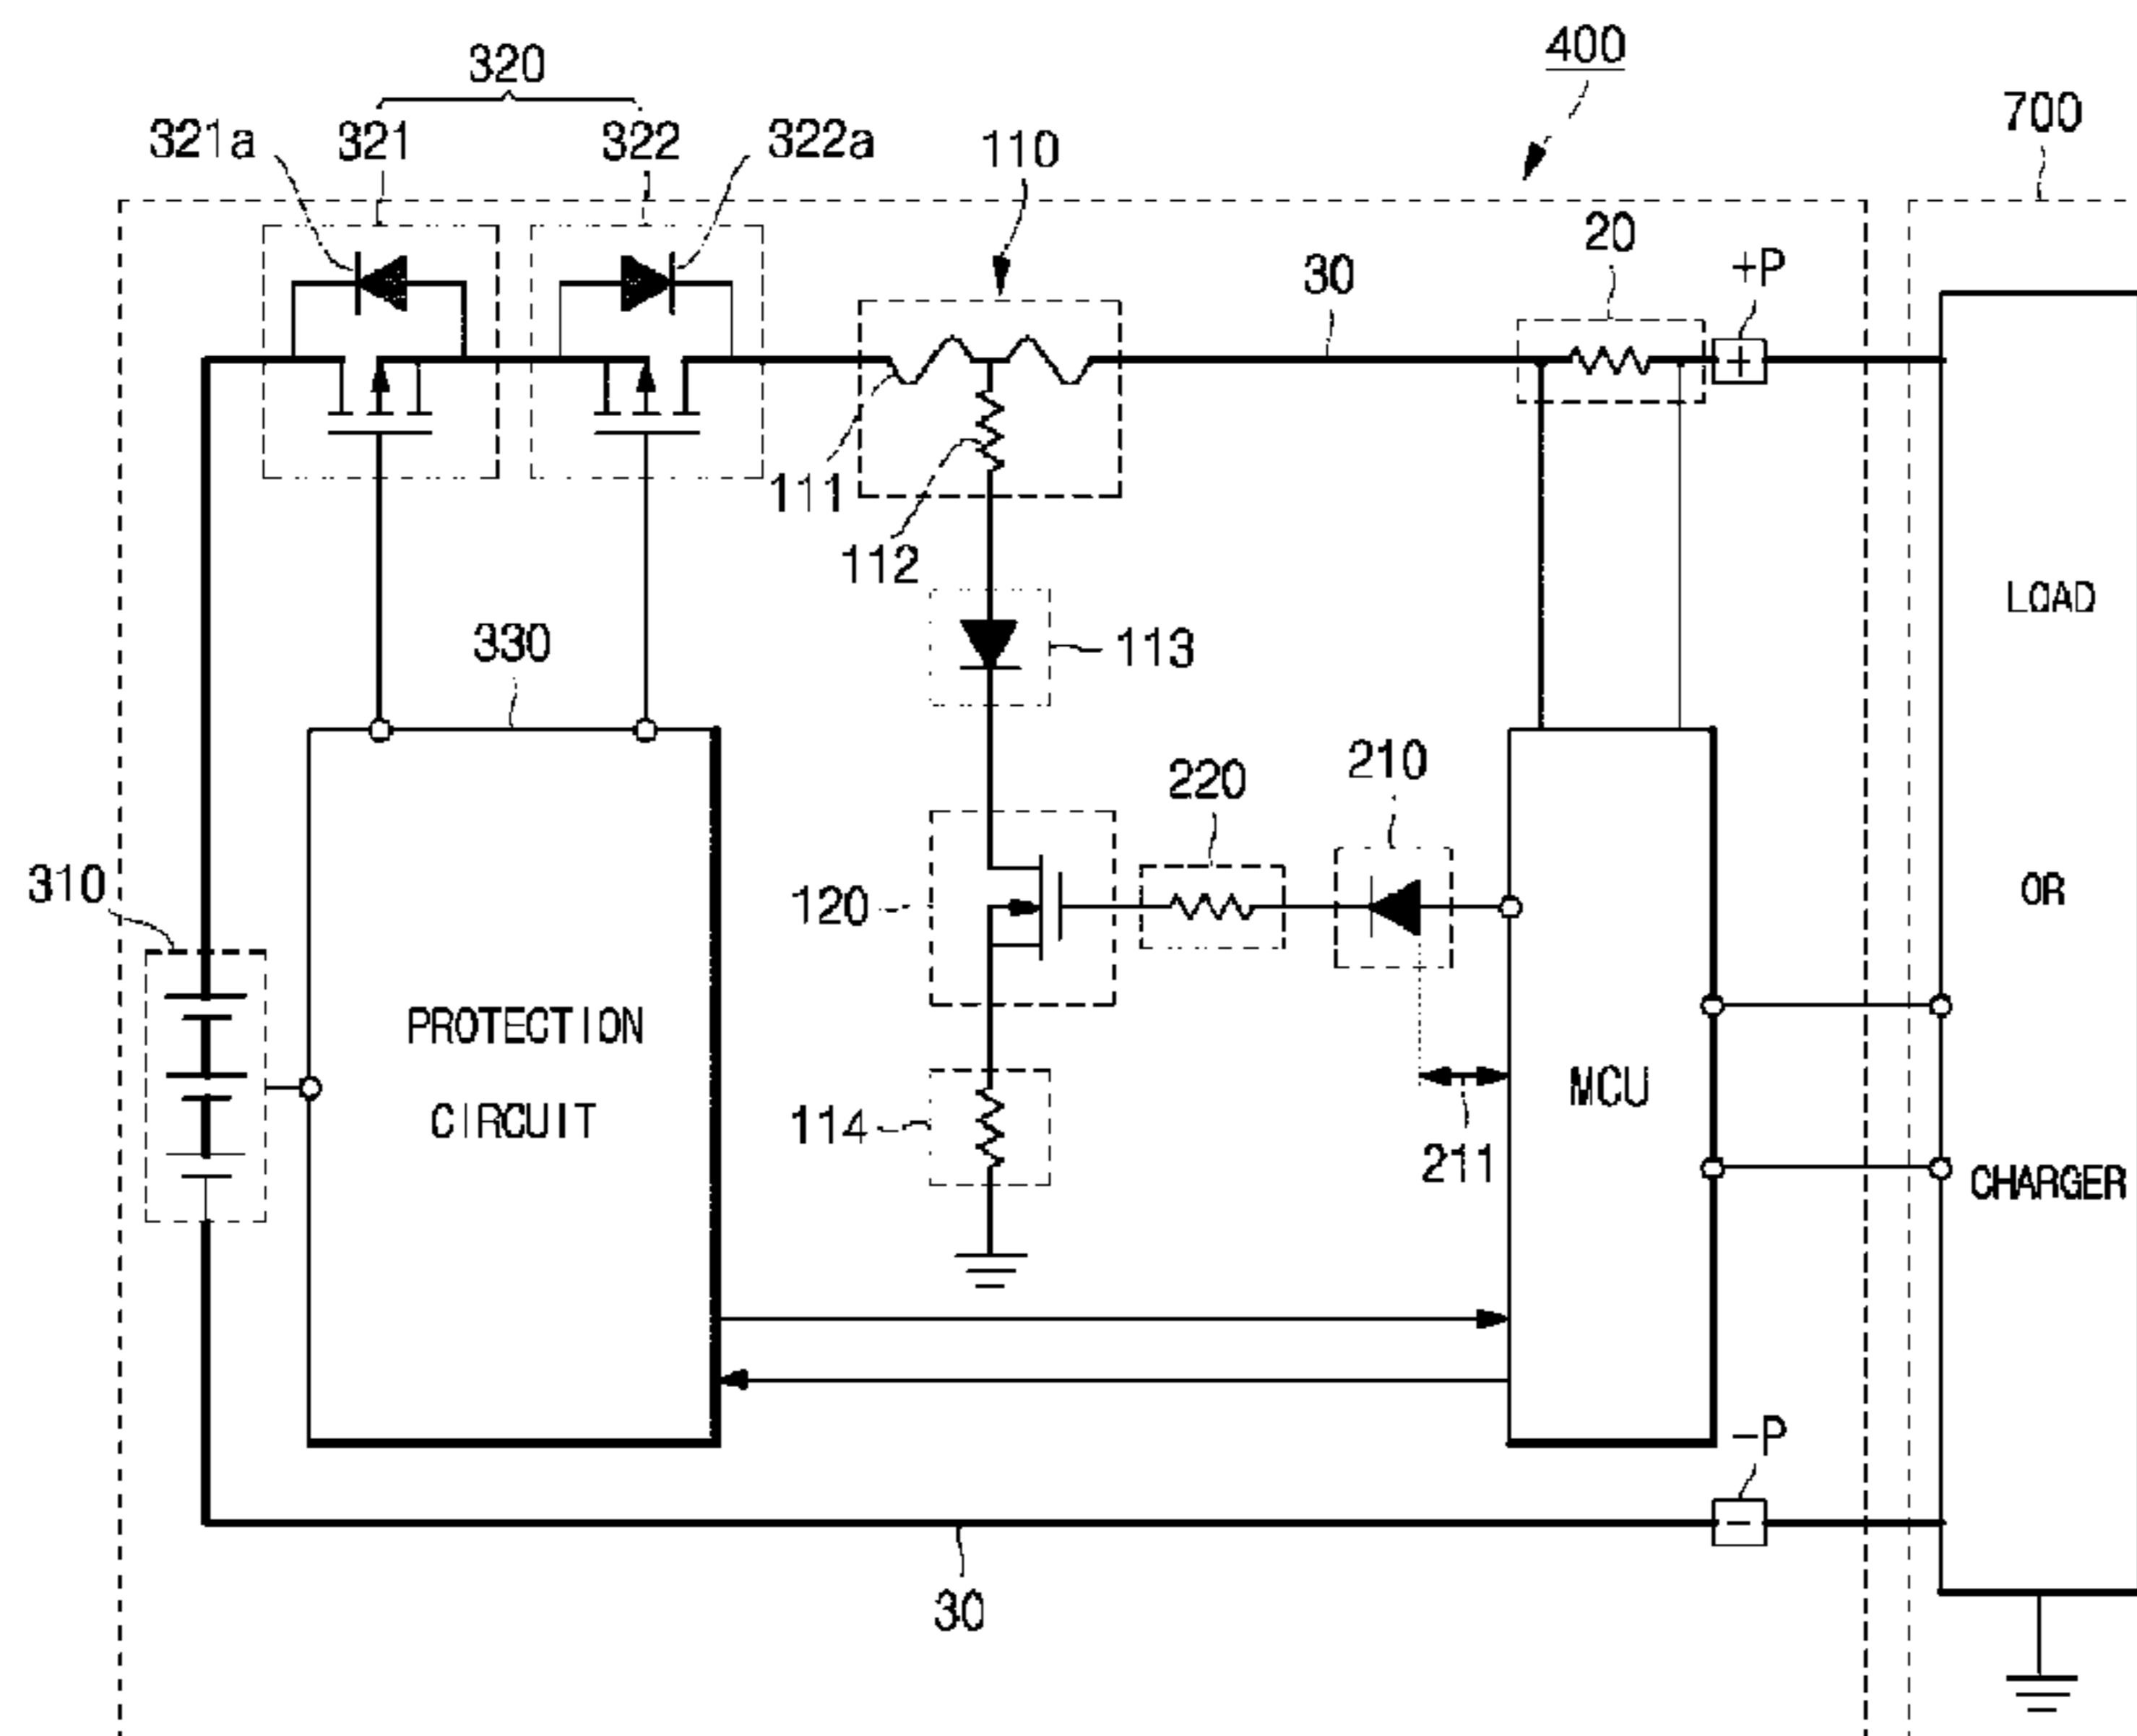 400
320
700
321a 321 322 322a
110
20
+P
30
+
111
112
LOAD
330
113
210
220
310
120
OR
PROTECTION
CIRCUIT
MCU
114
211
CHARGER
-P
-
30